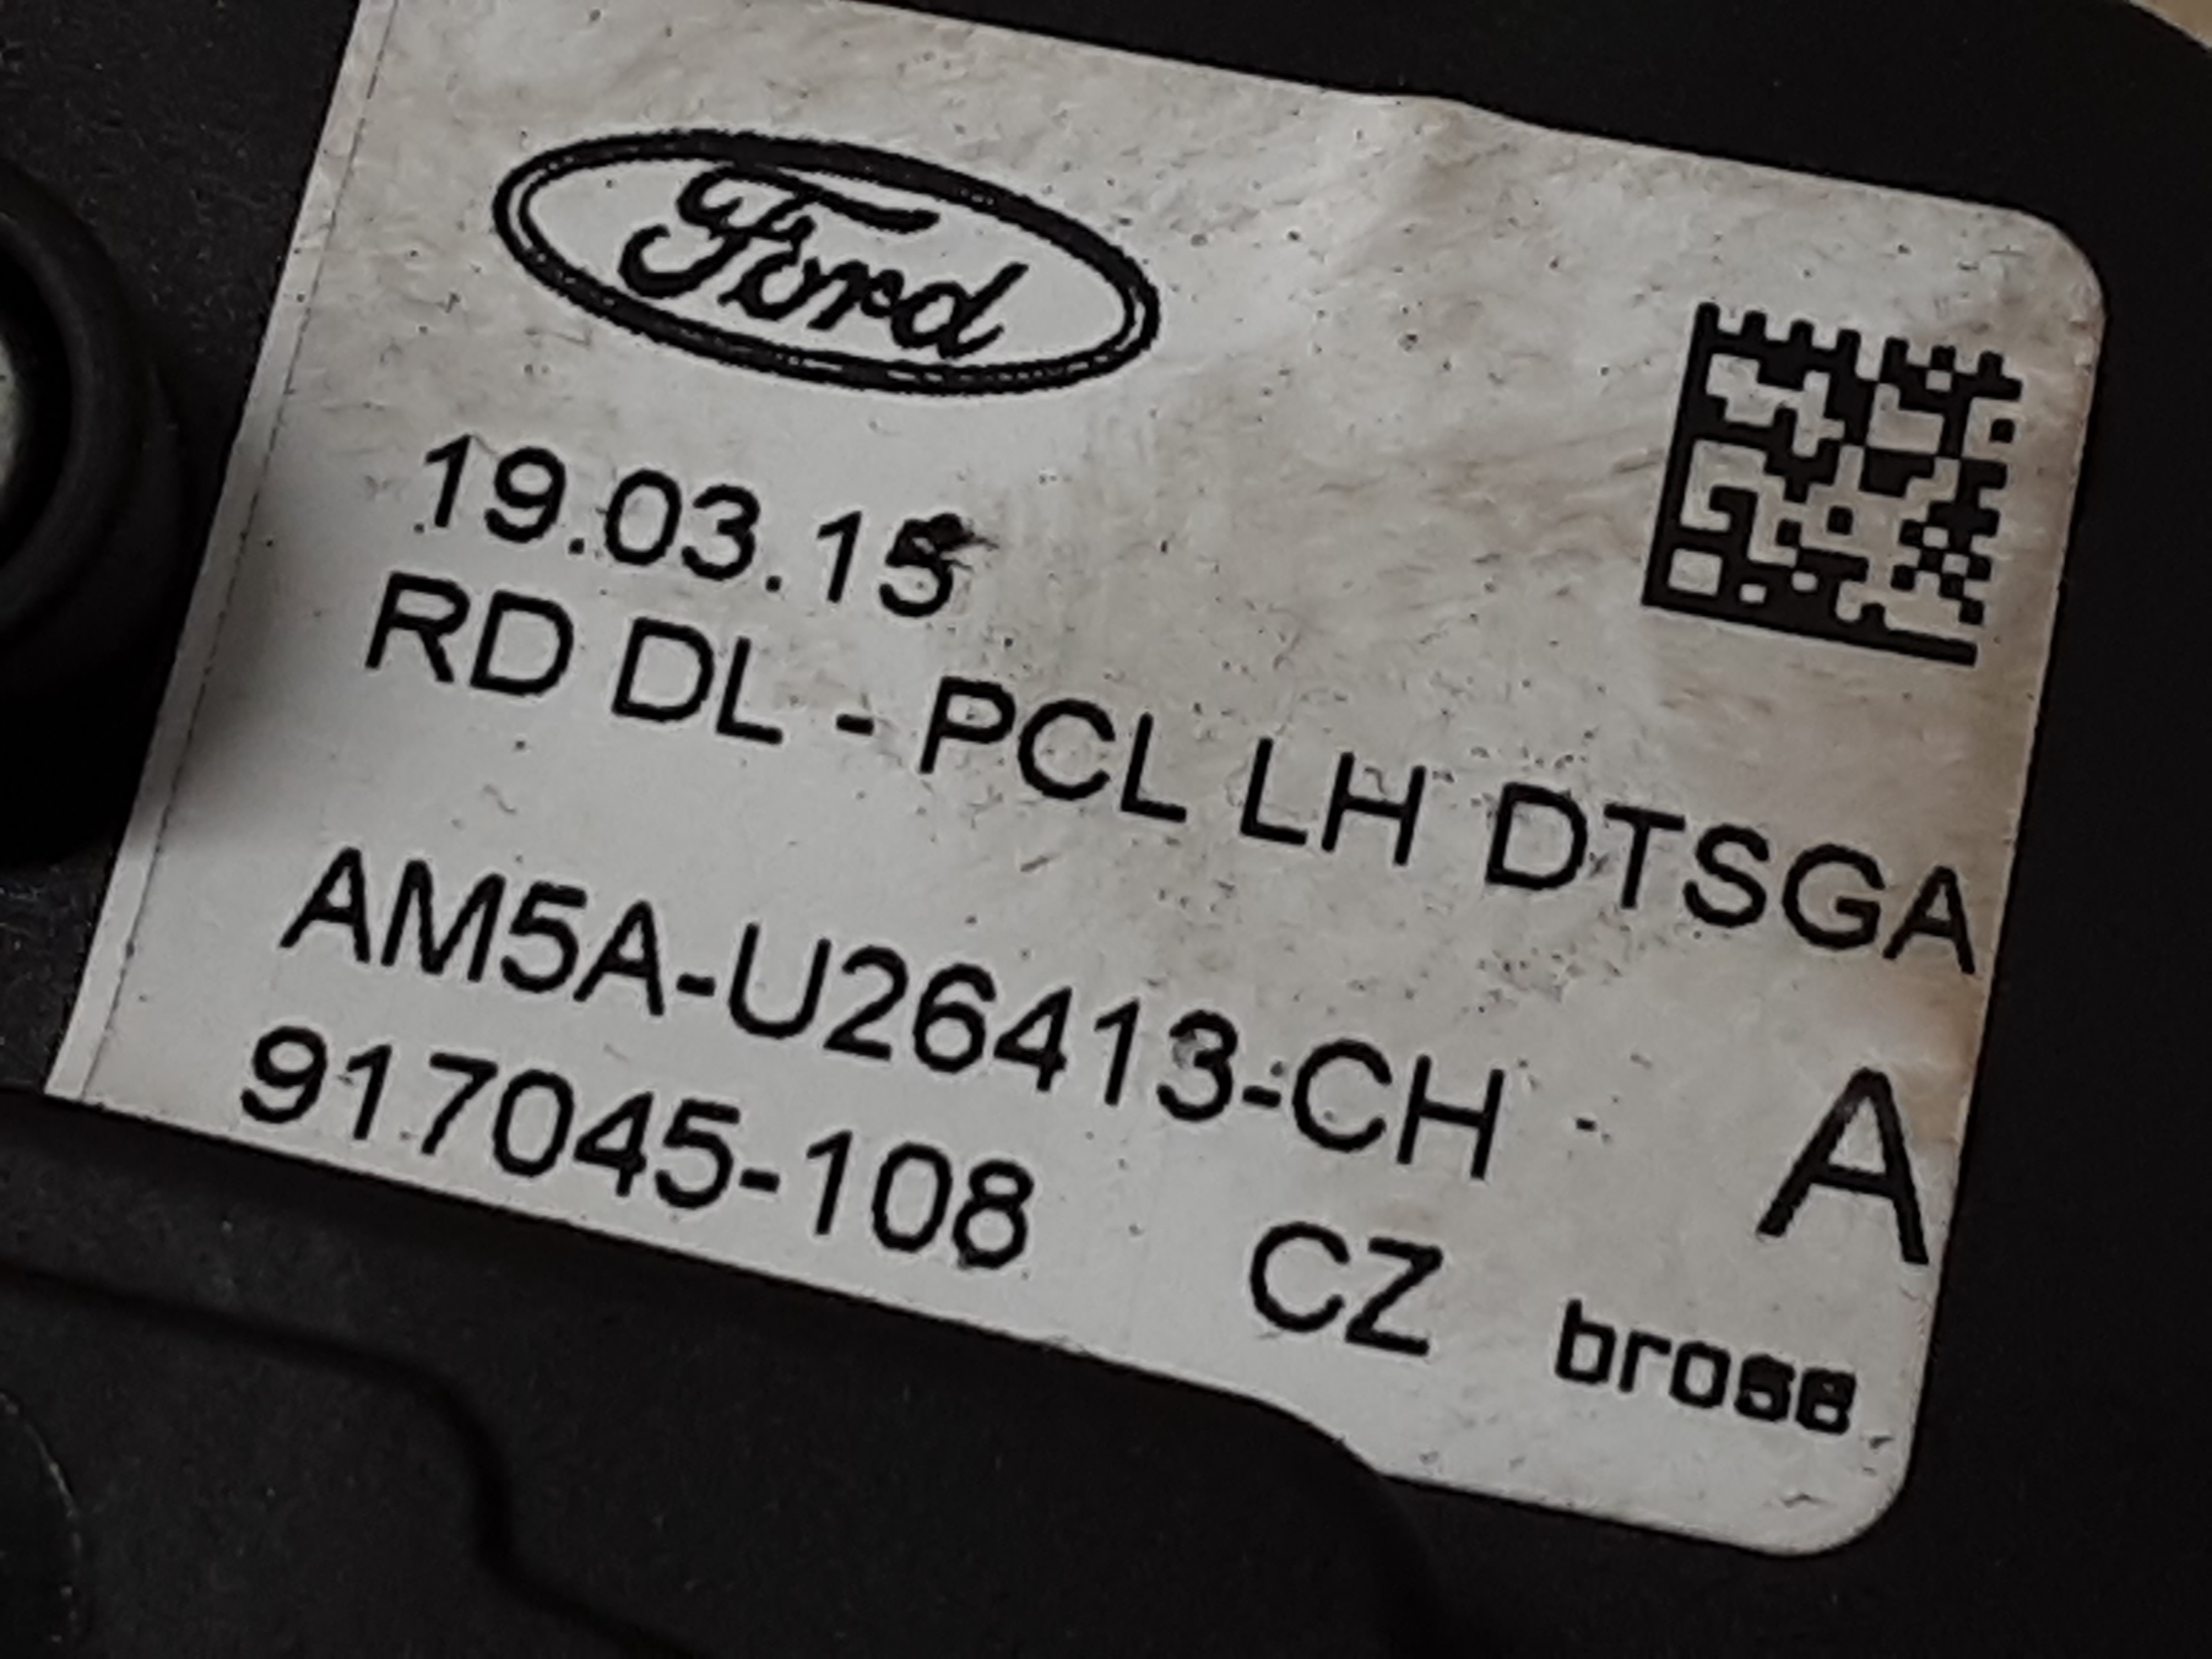 Ford
19.03.15
RD DL - PCL LH DTSGA
AM5A-U26413-CH A
917045-108 CZ brose